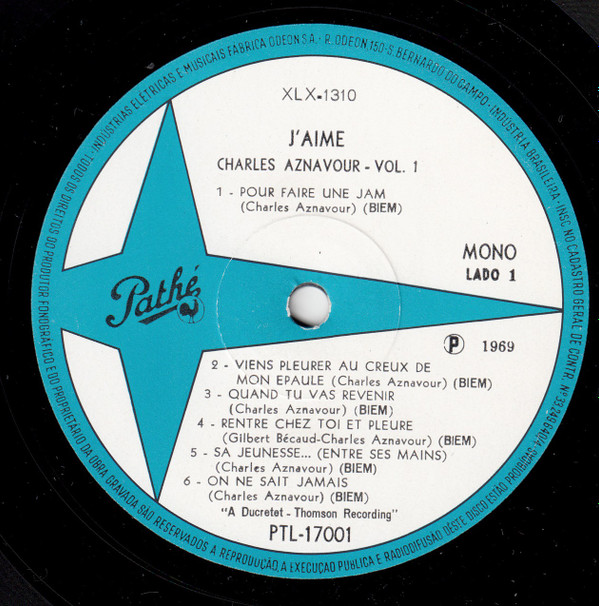 XLX-1310
J'AIME
CHARLES AZNAVOUR - VOL. 1
1 - POUR FAIRE UNE JAM
(Charles Aznavour) (BIEM)
MONO
LADO 1
Pathé
℗ 1969
2 - VIENS PLEURER AU CREUX DE
MON EPAULE (Charles Aznavour) (BIEM)
3 - QUAND TU VAS REVENIR
(Charles Aznavour) (BIEM)
4 - RENTRE CHEZ TOI ET PLEURE
(Gilbert Bécaud-Charles Aznavour) (BIEM)
5 - SA JEUNESSE... (ENTRE SES MAINS)
(Charles Aznavour) (BIEM)
6 - ON NE SAIT JAMAIS
(Charles Aznavour) (BIEM)
"A Ducretet - Thomson Recording"
PTL-17001
INDÚSTRIAS ELÉTRICAS E MUSICAIS FÁBRICA ODEON S.A. · R. ODEON, 150 - S. BERNARDO DO CAMPO · INDÚSTRIA BRASILEIRA · INSC. NO CADASTRO GERAL DE CONTR. Nº
TODOS OS DIREITOS DO PRODUTOR FONOGRÁFICO E DO PROPRIETÁRIO DA OBRA GRAVADA SÃO RESERVADOS A REPRODUÇÃO, A EXECUÇÃO PÚBLICA E RADIODIFUSÃO DÊSTE DISCO ESTÃO PROIBIDAS